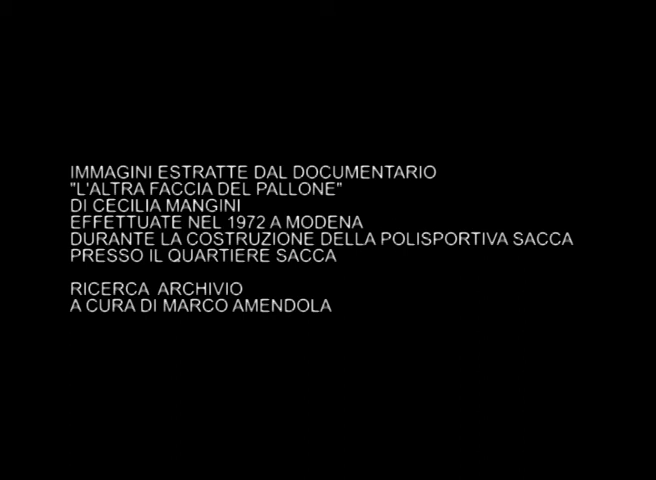 IMMAGINI ESTRATTE DAL DOCUMENTARIO
"L'ALTRA FACCIA DEL PALLONE"
DI CECILIA MANGINI
EFFETTUATE NEL 1972 A MODENA
DURANTE LA COSTRUZIONE DELLA POLISPORTIVA SACCA
PRESSO IL QUARTIERE SACCA
RICERCA ARCHIVIO
A CURA DI MARCO AMENDOLA